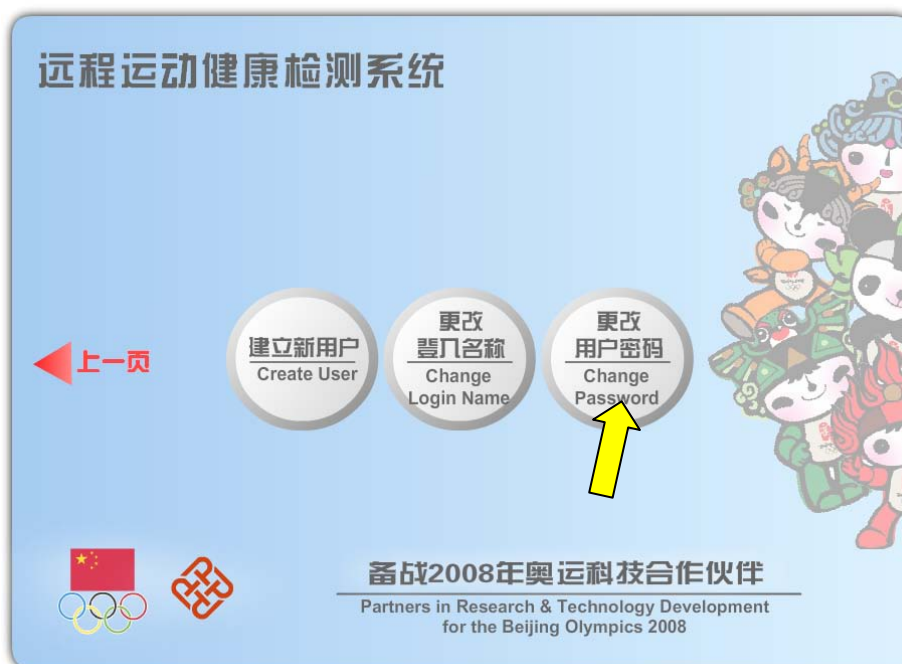 远程运动健康检测系统
上一页
建立新用户
Create User
更改
登入名称
Change
Login Name
更改
用户密码
Change
Password
备战2008年奥运科技合作伙伴
Partners in Research & Technology Development
for the Beijing Olympics 2008